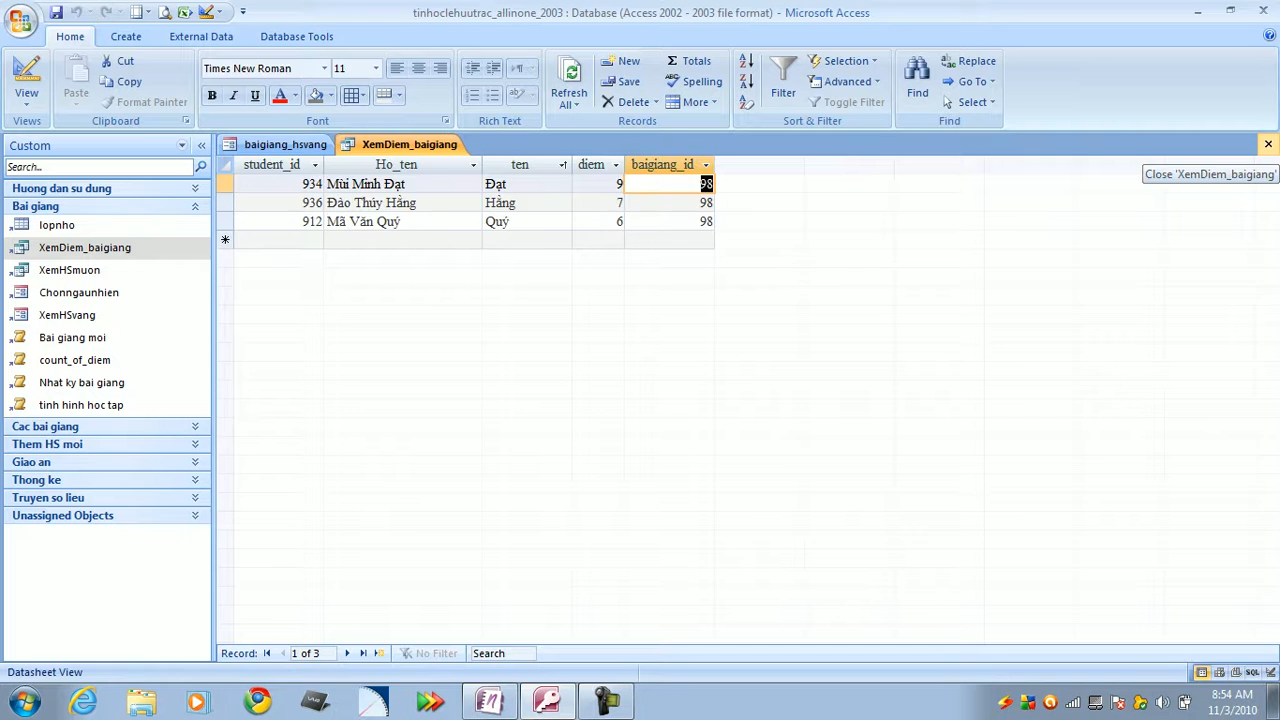 tinhoclehuutrac_allinone_2003 : Database (Access 2002 - 2003 file format) - Microsoft Access
Home Create External Data Database Tools
View
Views
Paste
Cut
Copy
Format Painter
Clipboard
Times New Roman 11
B I U A
Font
Rich Text
Refresh
All
New
Save
Delete
Totals
Spelling
More
Records
Filter
Selection
Advanced
Toggle Filter
Sort & Filter
Find
Replace
Go To
Select
Find
Custom
Search...
Huong dan su dung
Bai giang
lopnho
XemDiem_baigiang
XemHSmuon
Chonngaunhien
XemHSvang
Bai giang moi
count_of_diem
Nhat ky bai giang
tinh hinh hoc tap
Cac bai giang
Them HS moi
Giao an
Thong ke
Truyen so lieu
Unassigned Objects
baigiang_hsvang XemDiem_baigiang
Close 'XemDiem_baigiang'
student_id Ho_ten ten diem baigiang_id
934 Mùi Minh Đạt Đạt 9 98
936 Đào Thúy Hằng Hằng 7 98
912 Mã Văn Quý Quý 6 98
Record: 1 of 3 No Filter Search
Datasheet View
SQL
8:54 AM
11/3/2010